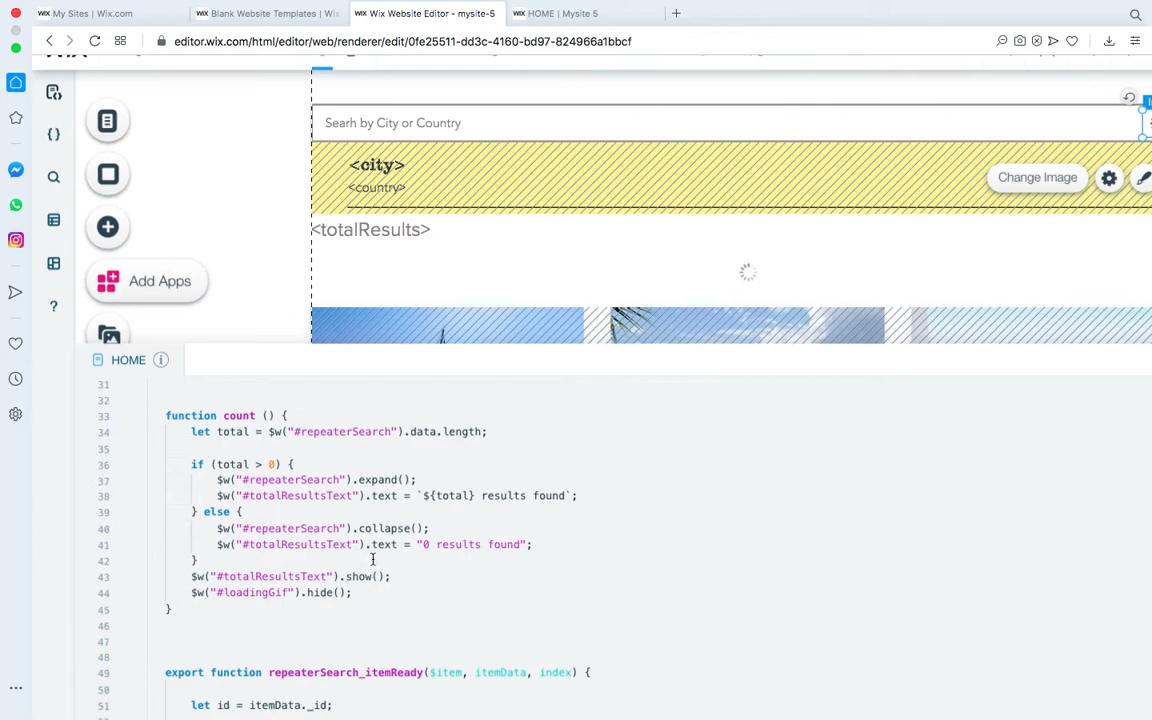 My Sites | Wix.com
Blank Website Templates | Wi
Wix Website Editor - mysite-5
HOME | Mysite 5
editor.wix.com/html/editor/web/renderer/edit/0fe25511-dd3c-4160-bd97-824966a1bbcf
Searh by City or Country
<city>
<country>
Change Image
<totalResults>
Add Apps
HOME
31
32
33 function count () {
34 let total = $w("#repeaterSearch").data.length;
35
36 if (total > 0) {
37 $w("#repeaterSearch").expand();
38 $w("#totalResultsText").text = `${total} results found`;
39 } else {
40 $w("#repeaterSearch").collapse();
41 $w("#totalResultsText").text = "0 results found";
42 }
43 $w("#totalResultsText").show();
44 $w("#loadingGif").hide();
45 }
46
47
48
49 export function repeaterSearch_itemReady($item, itemData, index) {
50
51 let id = itemData._id;